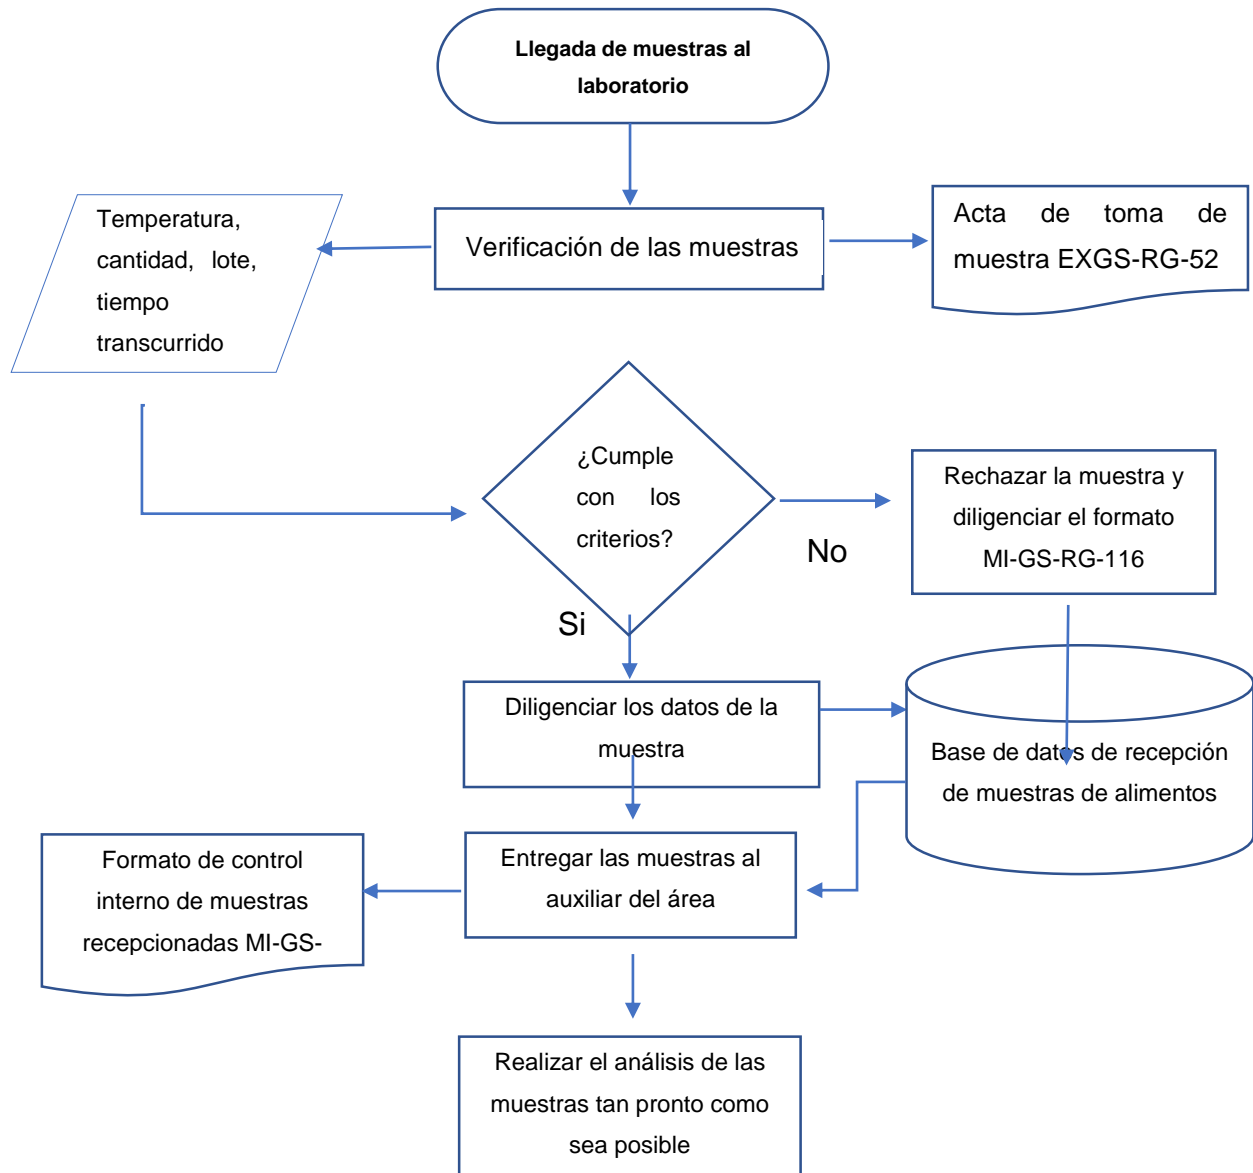 Llegada de muestras al
laboratorio
Temperatura,
cantidad, lote,
tiempo
transcurrido
Verificación de las muestras
Acta de toma de
muestra EXGS-RG-52
¿Cumple
con los
criterios?
No
Rechazar la muestra y
diligenciar el formato
MI-GS-RG-116
Si
Diligenciar los datos de la
muestra
Base de datos de recepción
de muestras de alimentos
Formato de control
interno de muestras
recepcionadas MI-GS-
Entregar las muestras al
auxiliar del área
Realizar el análisis de las
muestras tan pronto como
sea posible